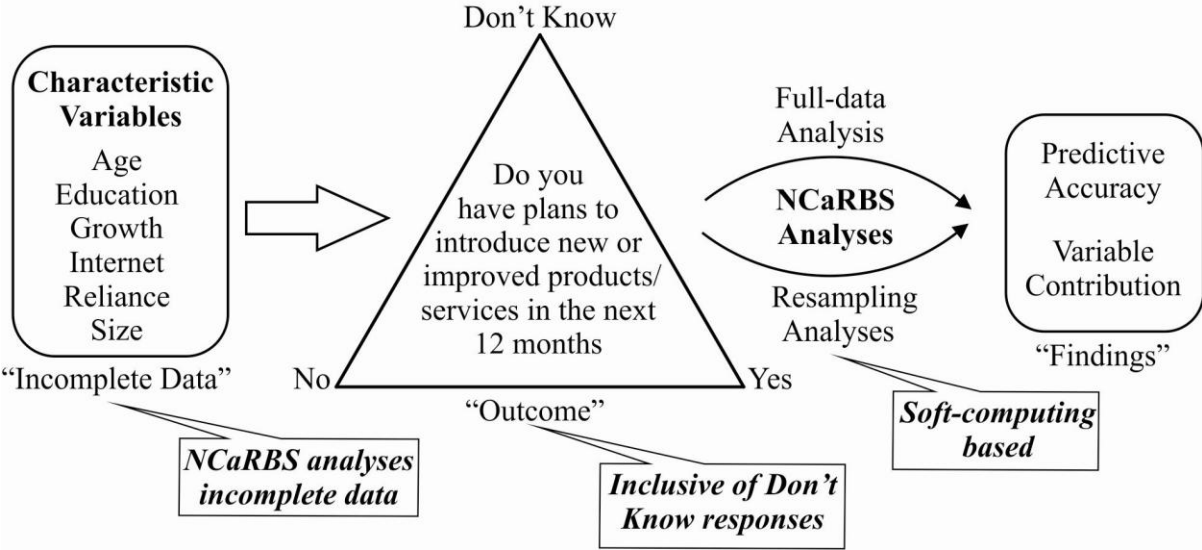 Don’t Know
Characteristic
Variables
Age
Education
Growth
Internet
Reliance
Size
“Incomplete Data”
NCaRBS analyses
incomplete data
Do you
have plans to
introduce new or
improved products/
services in the next
12 months
No
Yes
“Outcome”
Inclusive of Don’t
Know responses
Full-data
Analysis
NCaRBS
Analyses
Resampling
Analyses
Soft-computing
based
Predictive
Accuracy
Variable
Contribution
“Findings”